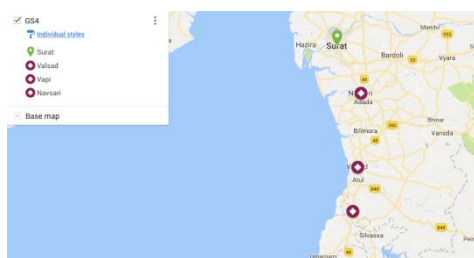 GS4
Individual styles
Surat
Valsad
Vapi
Navsari
Base map
Mandvi
Hazira
Surat
Bardoli
Vyara
Adada
Bhinar
Bilimora
Vansda
Atul
Silvassa